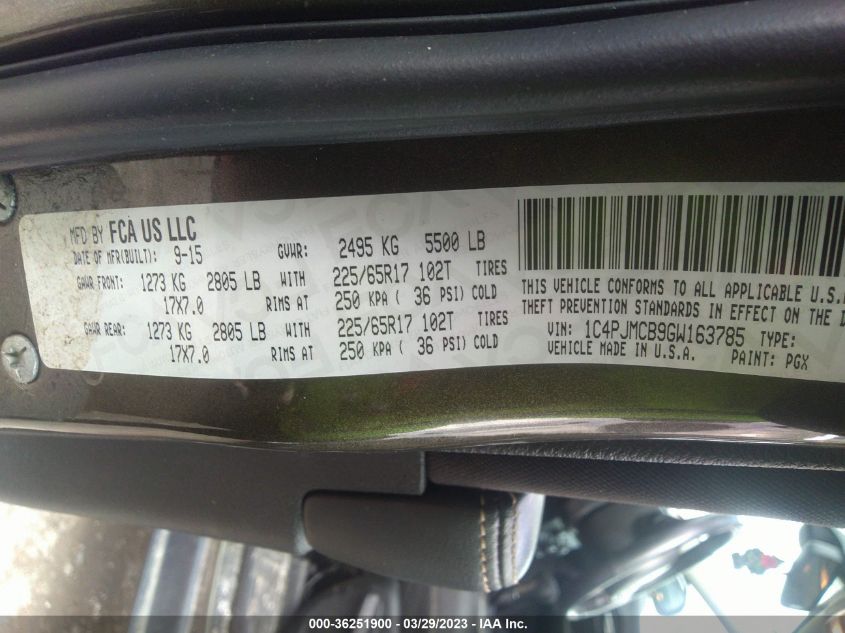 MFD BY FCA US LLC
DATE OF MFR(BUILT): 9-15 GVWR: 2495 KG 5500 LB
GAWR FRONT: 1273 KG 2805 LB WITH 225/65R17 102T TIRES
17X7.0 RIMS AT 250 KPA ( 36 PSI) COLD
GAWR REAR: 1273 KG 2805 LB WITH 225/65R17 102T TIRES
17X7.0 RIMS AT 250 KPA ( 36 PSI) COLD
THIS VEHICLE CONFORMS TO ALL APPLICABLE U.S.
THEFT PREVENTION STANDARDS IN EFFECT ON THE
VIN: 1C4PJMCB9GW163785 TYPE:
VEHICLE MADE IN U.S.A. PAINT: PGX
000-36251900 — 03/29/2023 — IAA Inc.